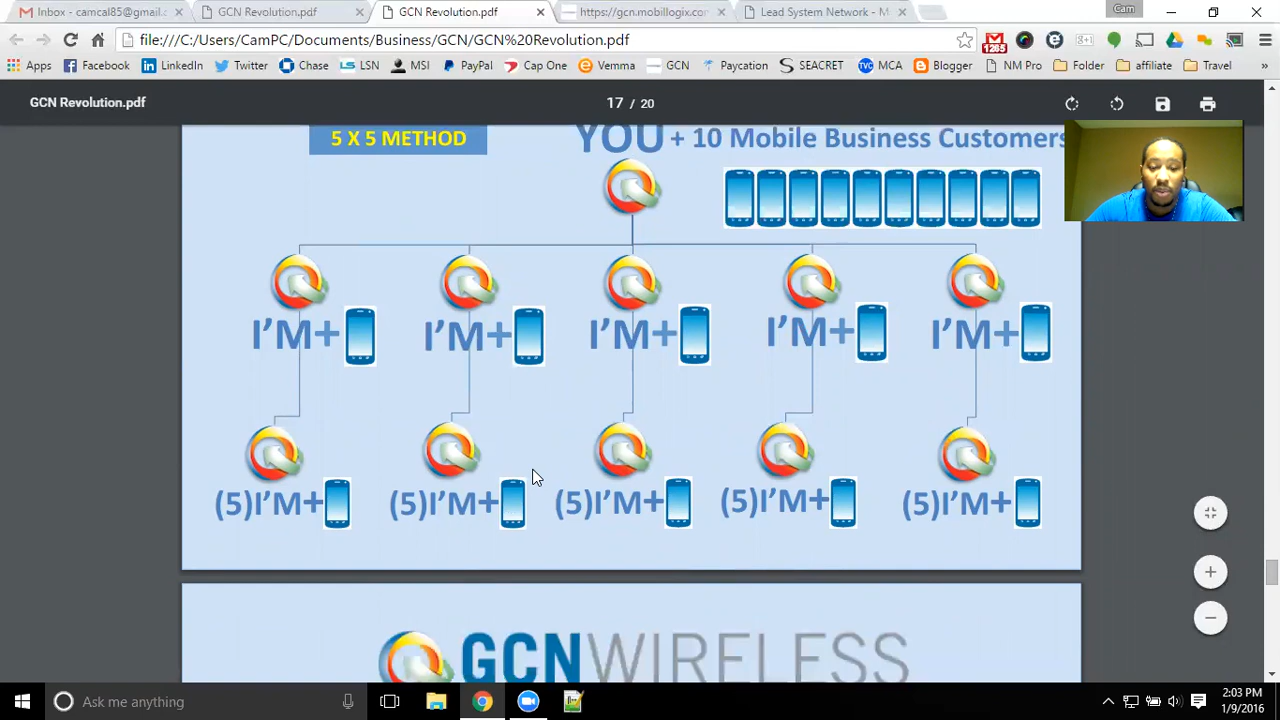 Inbox - camcal85@gmail.c
GCN Revolution.pdf
GCN Revolution.pdf
https://gcn.mobillogix.con
Lead System Network - M
Cam
file:///C:/Users/CamPC/Documents/Business/GCN/GCN%20Revolution.pdf
1265
Apps
Facebook
LinkedIn
Twitter
Chase
LSN
MSI
PayPal
Cap One
Vemma
GCN
Paycation
SEACRET
MCA
Blogger
NM Pro
Folder
affiliate
Travel
GCN Revolution.pdf
17 / 20
5 X 5 METHOD
YOU + 10 Mobile Business Customers
I'M+ I'M+ I'M+ I'M+ I'M+
(5)I'M+ (5)I'M+ (5)I'M+ (5)I'M+ (5)I'M+
GCNWIRELESS
Ask me anything
2:03 PM
1/9/2016